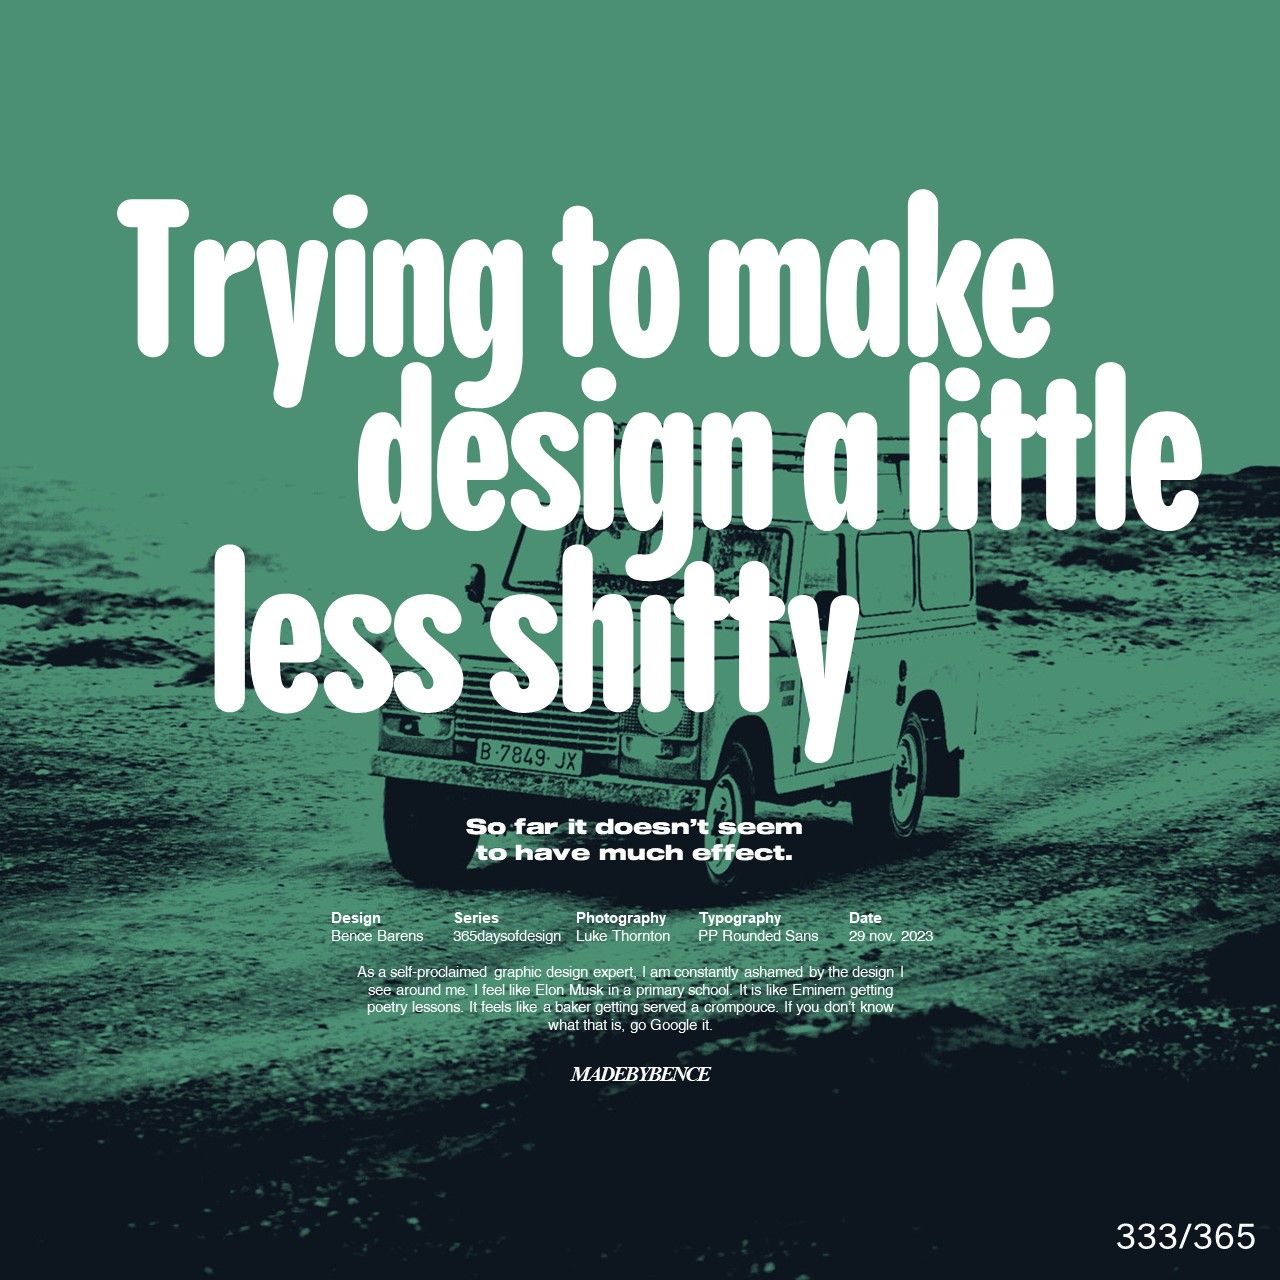 Trying to make
design a little
less shitty
B·7849·JX
So far it doesn’t seem
to have much effect.
Design Series Photography Typography Date
Bence Barens 365daysofdesign Luke Thornton PP Rounded Sans 29 nov. 2023
As a self-proclaimed graphic design expert, I am constantly ashamed by the design I
see around me. I feel like Elon Musk in a primary school. It is like Eminem getting
poetry lessons. It feels like a baker getting served a crompouce. If you don’t know
what that is, go Google it.
MADEBYBENCE
333/365